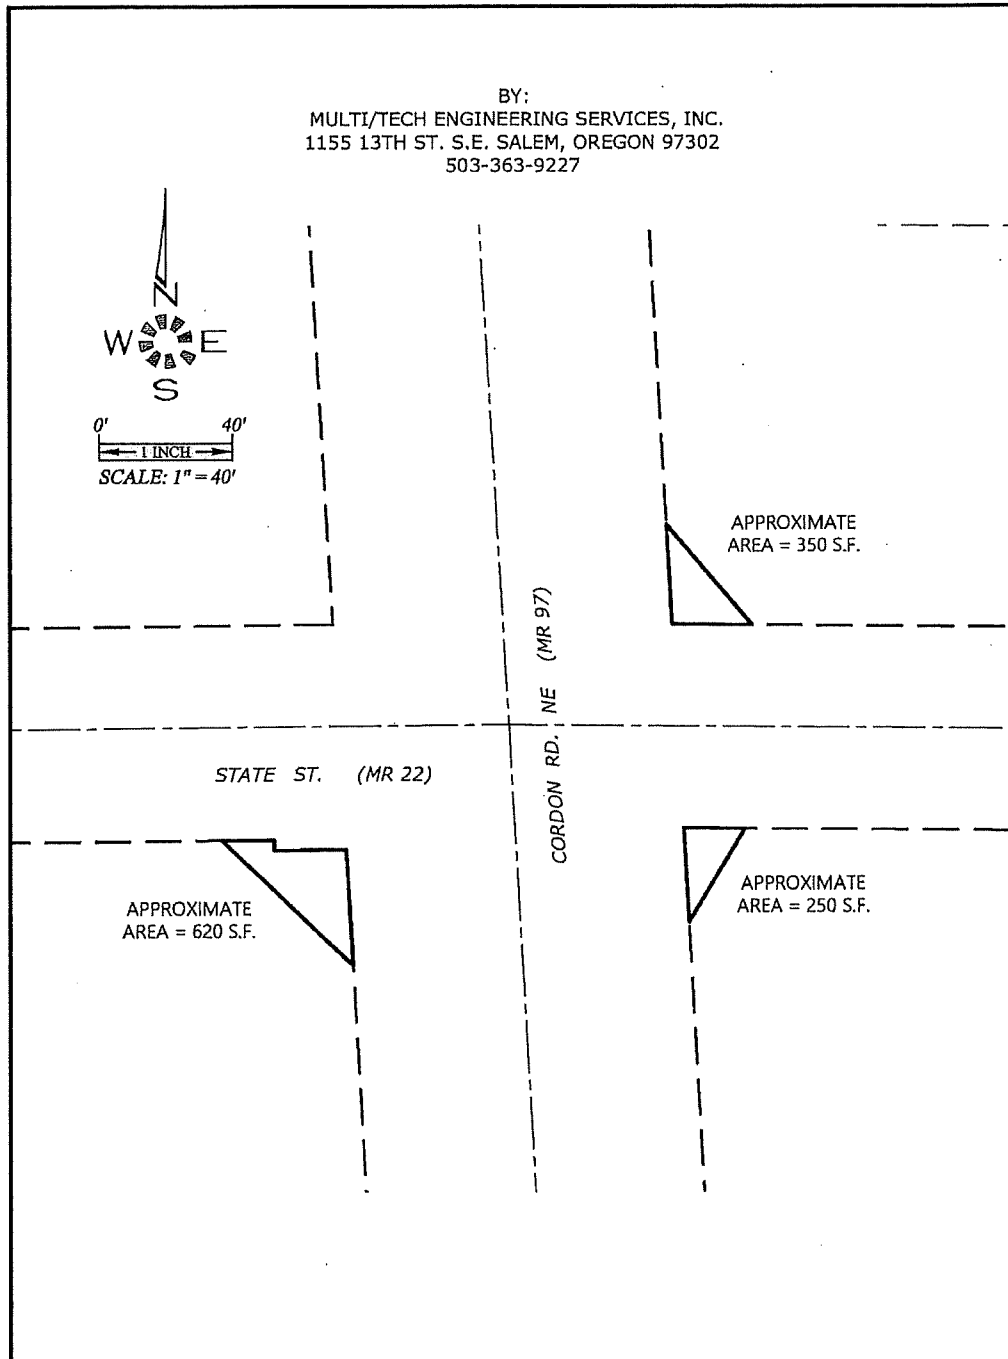 BY:
MULTI/TECH ENGINEERING SERVICES, INC.
1155 13TH ST. S.E. SALEM, OREGON 97302
503-363-9227
N
W E
S
0' 40'
1 INCH
SCALE: 1"=40'
APPROXIMATE
AREA = 350 S.F.
CORDON RD. NE (MR 97)
STATE ST. (MR 22)
APPROXIMATE
AREA = 620 S.F.
APPROXIMATE
AREA = 250 S.F.